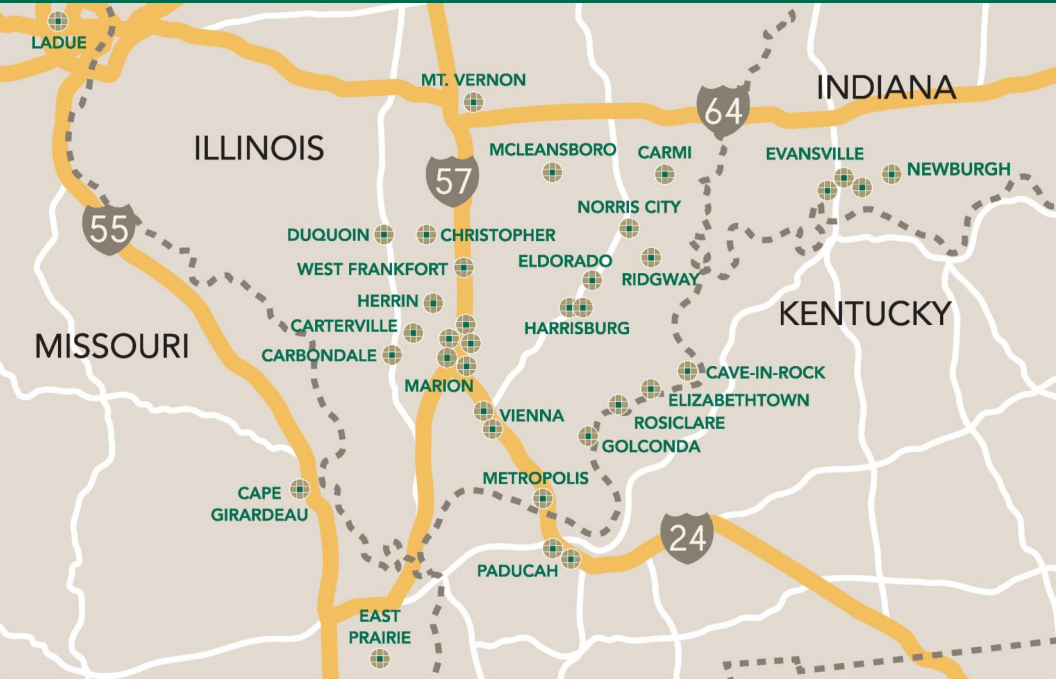 LADUE
MT. VERNON
INDIANA
64
ILLINOIS
MCLEANSBORO
CARMI
EVANSVILLE
NEWBURGH
57
NORRIS CITY
55
DUQUOIN
CHRISTOPHER
WEST FRANKFORT
ELDORADO
RIDGWAY
HERRIN
KENTUCKY
CARTERVILLE
HARRISBURG
MISSOURI
CARBONDALE
CAVE-IN-ROCK
MARION
ELIZABETHTOWN
VIENNA
ROSICLARE
GOLCONDA
METROPOLIS
CAPE
GIRARDEAU
24
PADUCAH
EAST
PRAIRIE